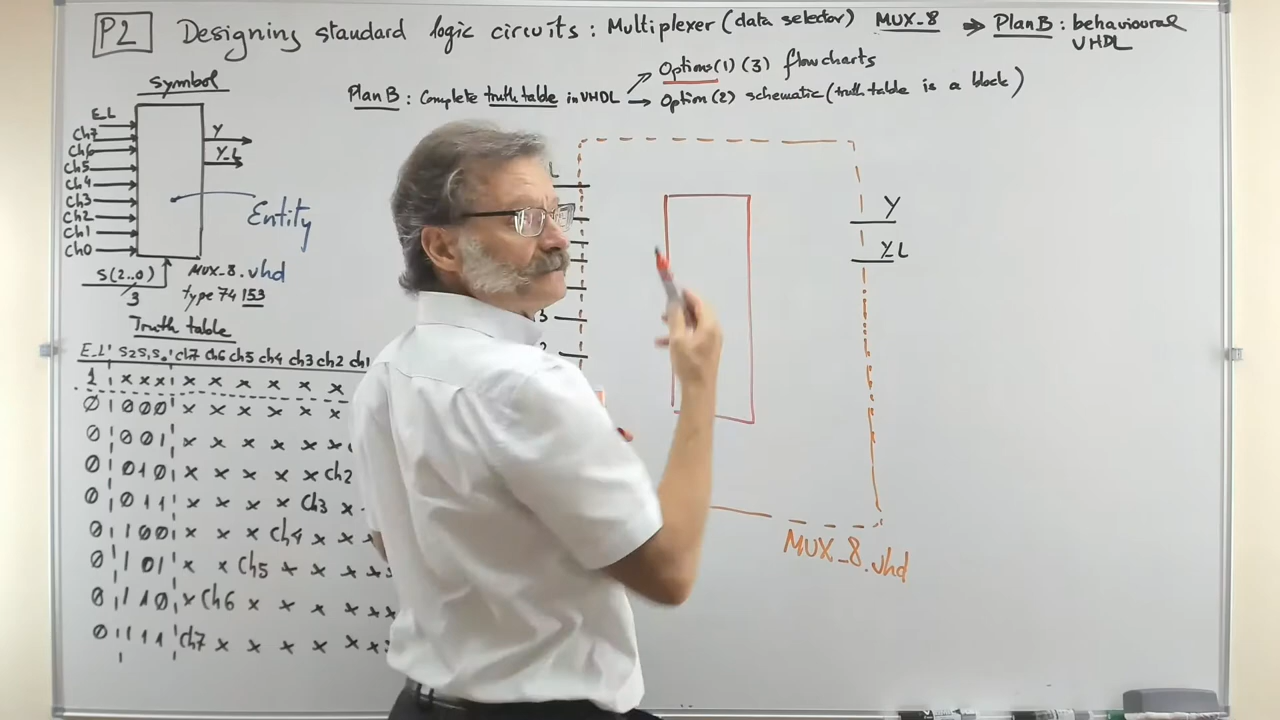 P2 Designing standard logic circuits : Multiplexer (data selector) MUX_8 ⇒ Plan B : behavioural
VHDL
Plan B : Complete truth table in VHDL → Options (1) (3) flowcharts
→ Option (2) schematic (truth table is a block)
Symbol
E_L
Ch7
Ch6
Ch5
Ch4
Ch3
Ch2
Ch1
Ch0
Y
Y_L
Entity
S(2..0)
3
MUX_8.vhd
type 74153
Truth table
E_L S2 S1 S0 Ch7 Ch6 Ch5 Ch4 Ch3 Ch2 Ch1
1 x x x x x x x x x
0 0 0 0 x x x x x x
0 0 0 1 x x x x x x
0 0 1 0 x x x x x Ch2
0 0 1 1 x x x x Ch3 x
0 1 0 0 x x x Ch4 x x
0 1 0 1 x x Ch5 x x x x
0 1 1 0 x Ch6 x x x x x
0 1 1 1 Ch7 x x x x x x
L
3
2
Y
Y_L
MUX_8.vhd